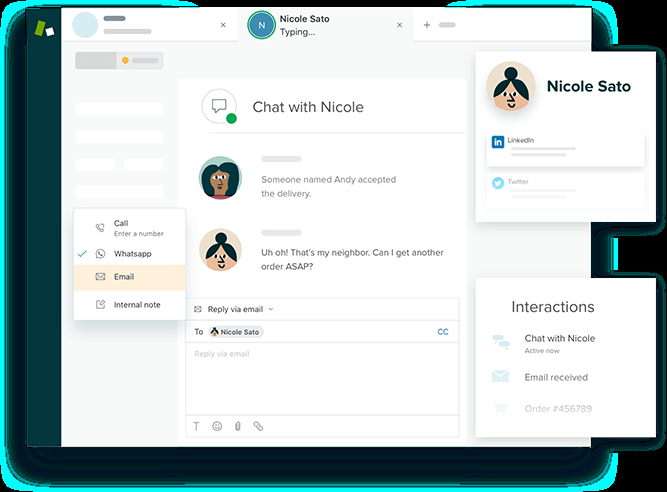 N
Nicole Sato
Typing...
Chat with Nicole
Someone named Andy accepted
the delivery.
Uh oh! That's my neighbor. Can I get another
order ASAP?
Call
Enter a number
Whatsapp
Email
Internal note
Reply via email
To Nicole Sato CC
Reply via email
Nicole Sato
in LinkedIn
Twitter
Interactions
Chat with Nicole
Active now
Email received
Order #456789